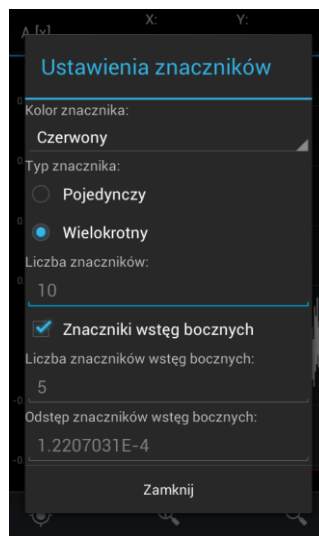 X: Y:
A [v]
Ustawienia znaczników
Kolor znacznika:
Czerwony
Typ znacznika:
Pojedynczy
Wielokrotny
Liczba znaczników:
10
Znaczniki wstęg bocznych
Liczba znaczników wstęg bocznych:
5
Odstęp znaczników wstęg bocznych:
1.2207031E-4
Zamknij